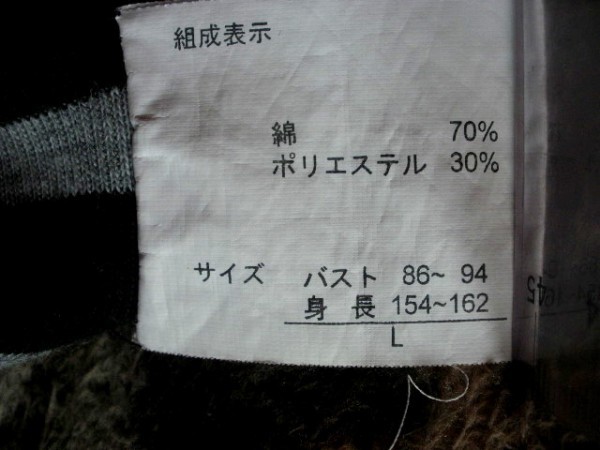 組成表示
綿 70%
ポリエステル 30%
サイズ バスト 86~ 94
身 長 154~162
L